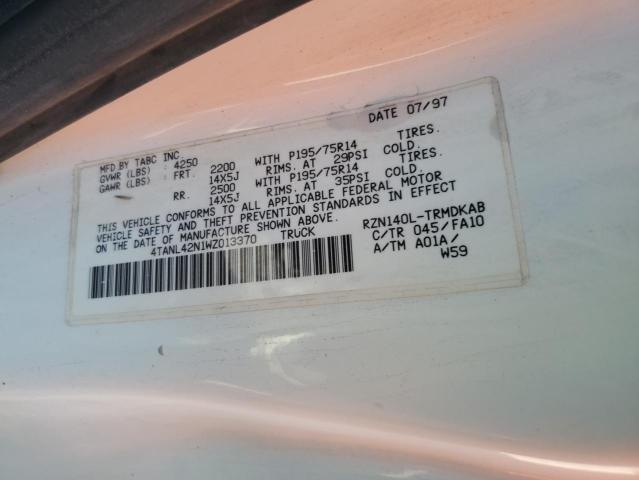 DATE 07/97
MFD.BY TABC INC
GVWR (LBS) : 4250
GAWR (LBS) : FRT. 2200 WITH P195/75R14 TIRES.
14X5J RIMS. AT 29PSI COLD.
RR. 2500 WITH P195/75R14 TIRES.
14X5J RIMS. AT 35PSI COLD.
THIS VEHICLE CONFORMS TO ALL APPLICABLE FEDERAL MOTOR
VEHICLE SAFETY AND THEFT PREVENTION STANDARDS IN EFFECT
ON THE DATE OF MANUFACTURE SHOWN ABOVE.
4TANL42N1WZ013370 TRUCK
RZN140L-TRMDKAB
C/TR 045/FA10
A/TM A01A/
W59